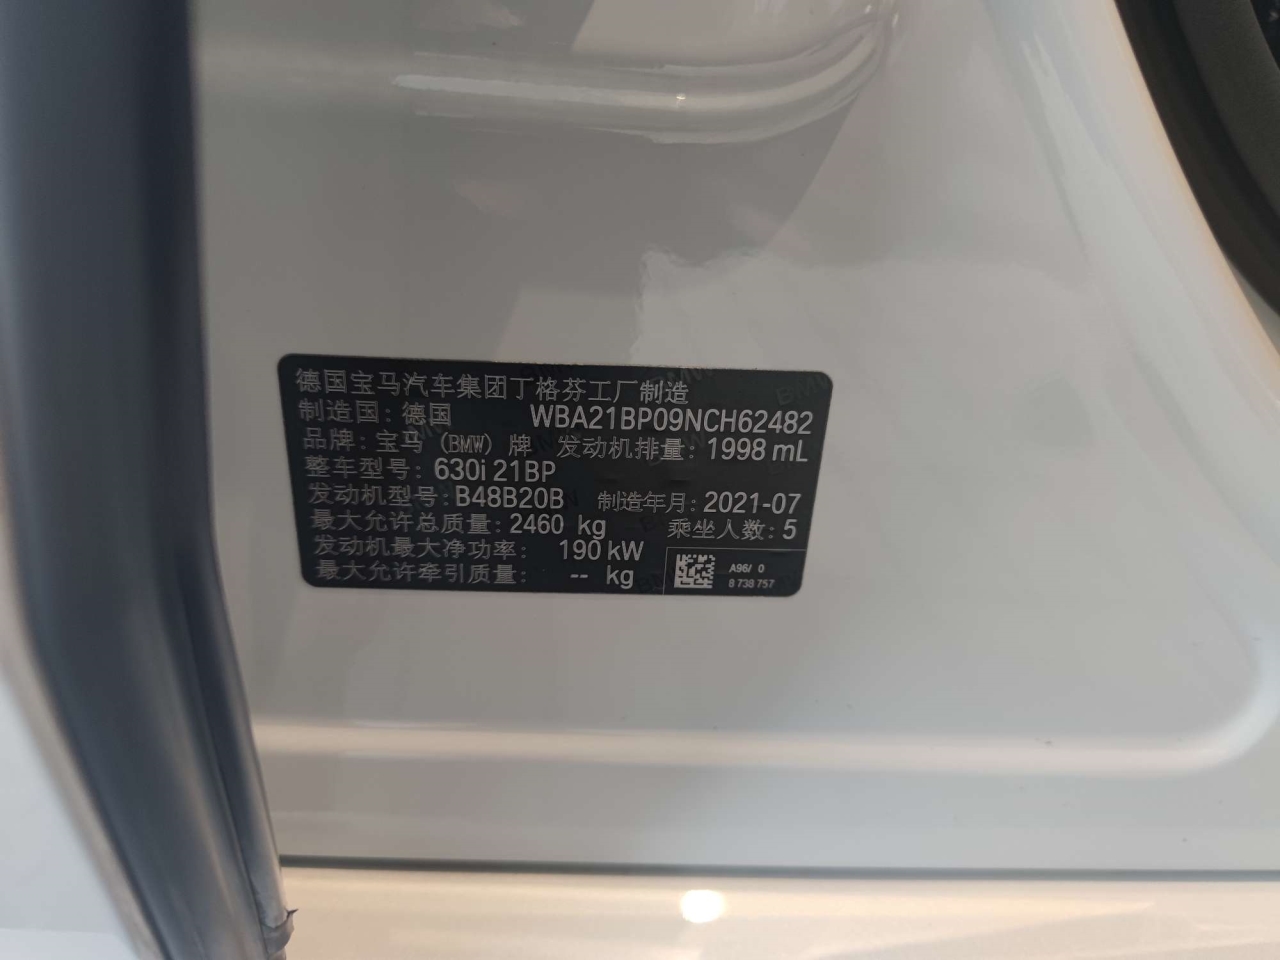 德国宝马汽车集团丁格芬工厂制造
制造国: 德国 WBA21BP09NCH62482
品牌: 宝马 (BMW) 牌 发动机排量: 1998 mL
整车型号: 630i 21BP
发动机型号: B48B20B 制造年月: 2021-07
最大允许总质量: 2460 kg 乘坐人数: 5
发动机最大净功率: 190 kW
最大允许牵引质量: -- kg
A96/ 0
8 738 757